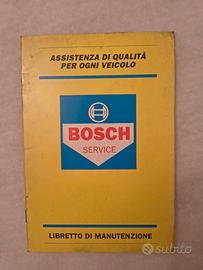 ASSISTENZA DI QUALITÀ
PER OGNI VEICOLO
BOSCH
SERVICE
LIBRETTO DI MANUTENZIONE
subito